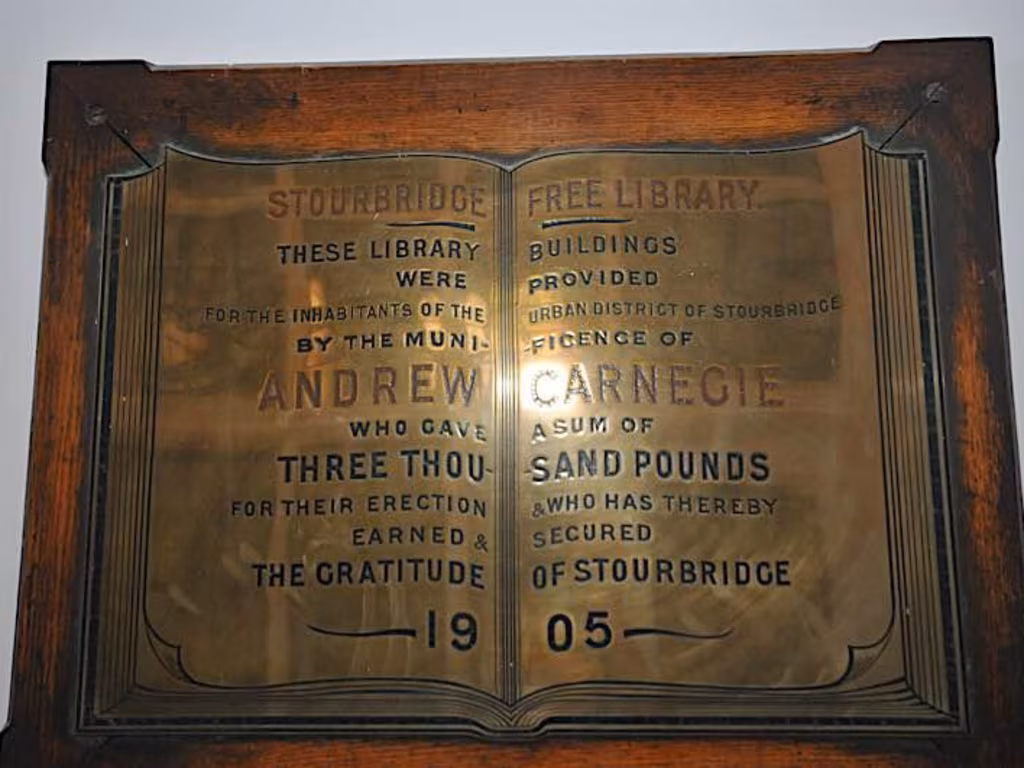 STOURBRIDGE FREE LIBRARY.
THESE LIBRARY BUILDINGS
WERE PROVIDED
FOR THE INHABITANTS OF THE URBAN DISTRICT OF STOURBRIDGE
BY THE MUNI- -FICENCE OF
ANDREW CARNEGIE
WHO GAVE A SUM OF
THREE THOU- -SAND POUNDS
FOR THEIR ERECTION & WHO HAS THEREBY
EARNED & SECURED
THE GRATITUDE OF STOURBRIDGE
19 05